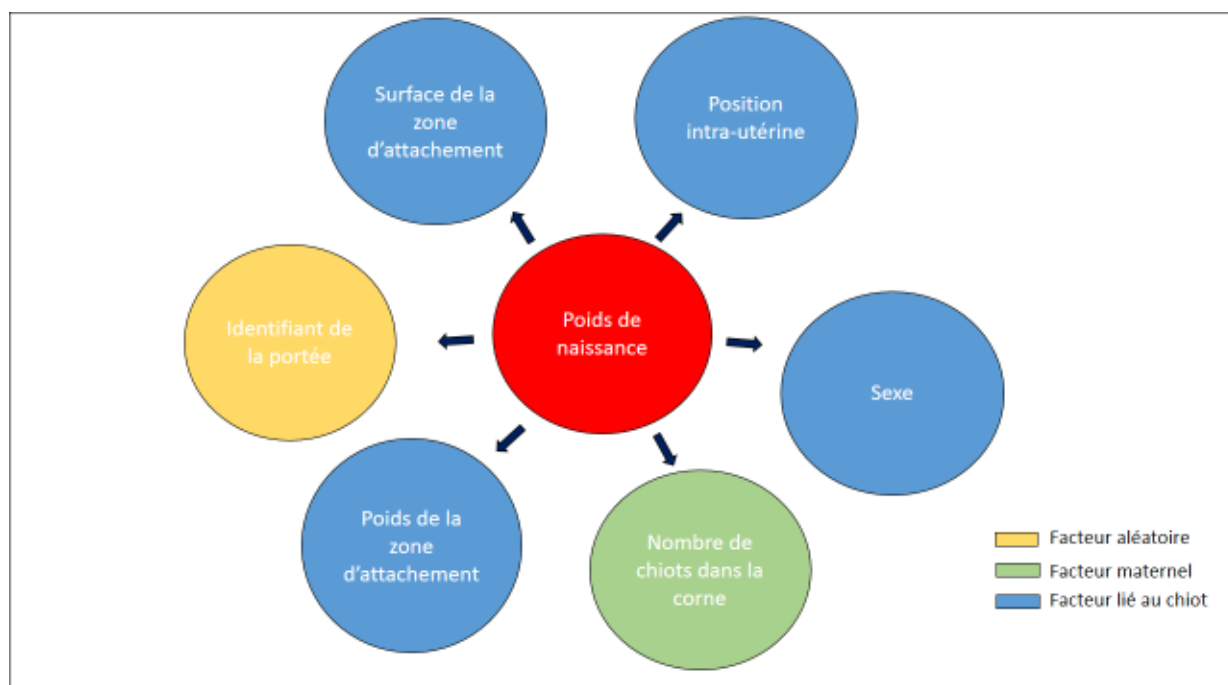 Surface de la
zone
d'attachement
Position
intra-utérine
Identifiant de
la portée
Poids de
naissance
Sexe
Poids de la
zone
d'attachement
Nombre de
chiots dans la
corne
Facteur aléatoire
Facteur maternel
Facteur lié au chiot